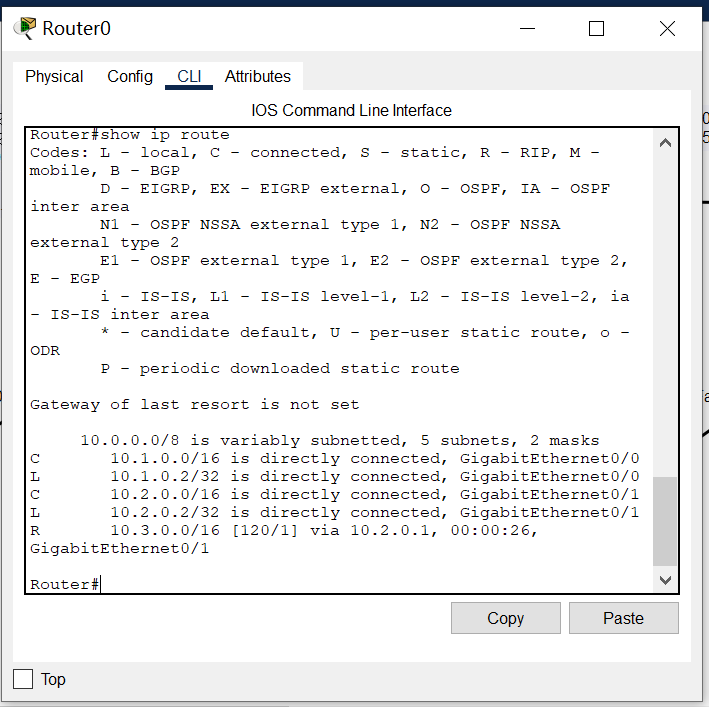 Router0
Physical Config CLI Attributes
IOS Command Line Interface
Router#show ip route
Codes: L - local, C - connected, S - static, R - RIP, M -
mobile, B - BGP
D - EIGRP, EX - EIGRP external, O - OSPF, IA - OSPF
inter area
N1 - OSPF NSSA external type 1, N2 - OSPF NSSA
external type 2
E1 - OSPF external type 1, E2 - OSPF external type 2,
E - EGP
i - IS-IS, L1 - IS-IS level-1, L2 - IS-IS level-2, ia
- IS-IS inter area
* - candidate default, U - per-user static route, o -
ODR
P - periodic downloaded static route
Gateway of last resort is not set
10.0.0.0/8 is variably subnetted, 5 subnets, 2 masks
C 10.1.0.0/16 is directly connected, GigabitEthernet0/0
L 10.1.0.2/32 is directly connected, GigabitEthernet0/0
C 10.2.0.0/16 is directly connected, GigabitEthernet0/1
L 10.2.0.2/32 is directly connected, GigabitEthernet0/1
R 10.3.0.0/16 [120/1] via 10.2.0.1, 00:00:26,
GigabitEthernet0/1
Router#
Copy Paste
Top